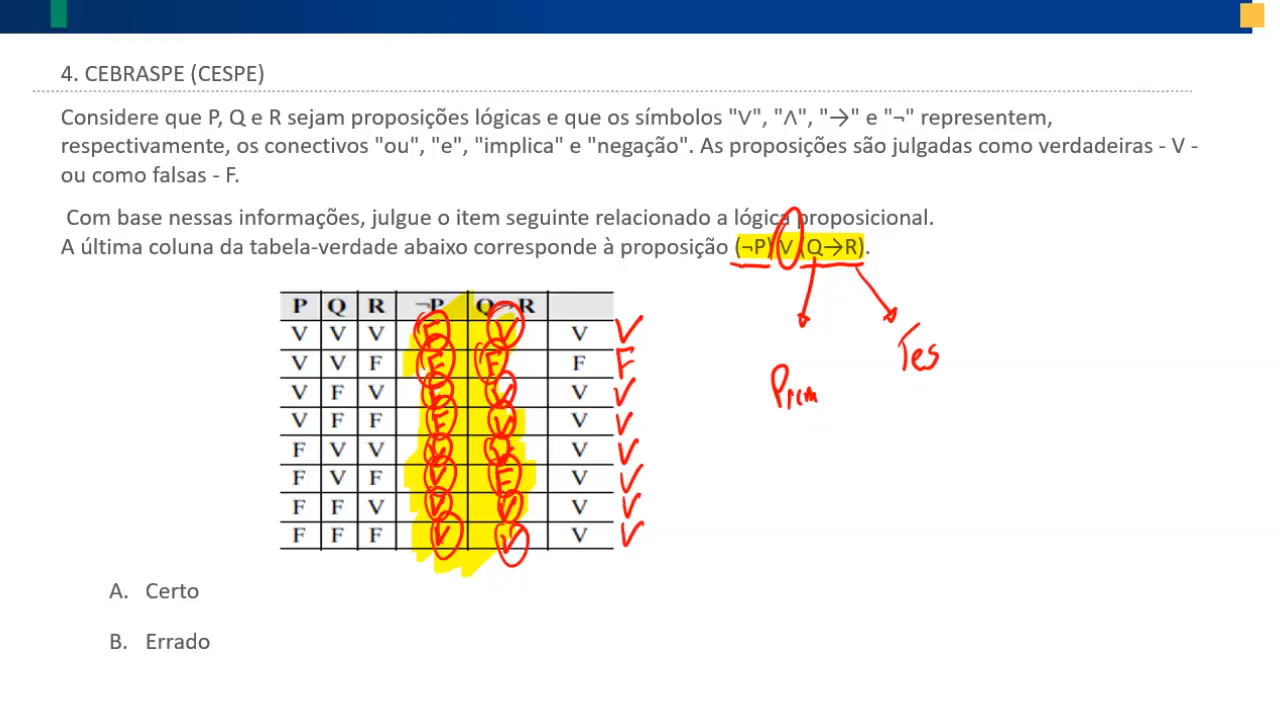 4. CEBRASPE (CESPE)
Considere que P, Q e R sejam proposições lógicas e que os símbolos "∨", "∧", "→" e "¬" representem,
respectivamente, os conectivos "ou", "e", "implica" e "negação". As proposições são julgadas como verdadeiras - V -
ou como falsas - F.
Com base nessas informações, julgue o item seguinte relacionado a lógica proposicional.
A última coluna da tabela-verdade abaixo corresponde à proposição (¬P) ∨ (Q→R).
P Q R ¬P Q→R
V V V F V V V
V V F F F F F
V F V F V V V
V F F F V V V
F V V V V V V
F V F V F V V
F F V V V V V
F F F V V V V
Tes
Prem
A. Certo
B. Errado